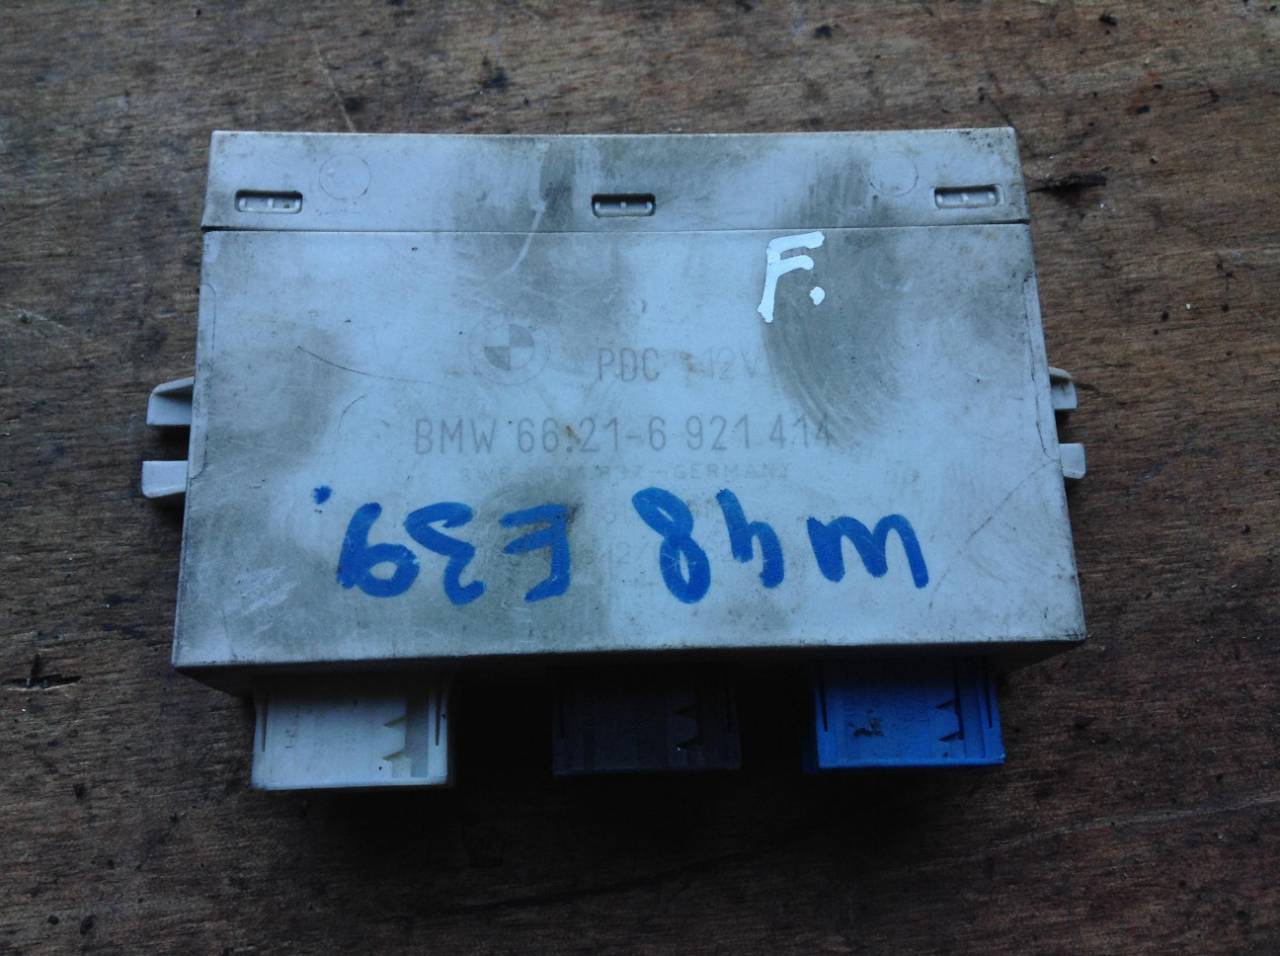 F.
PDC 12V
BMW 66.21-6 921 414
GERMANY
W48 E39.